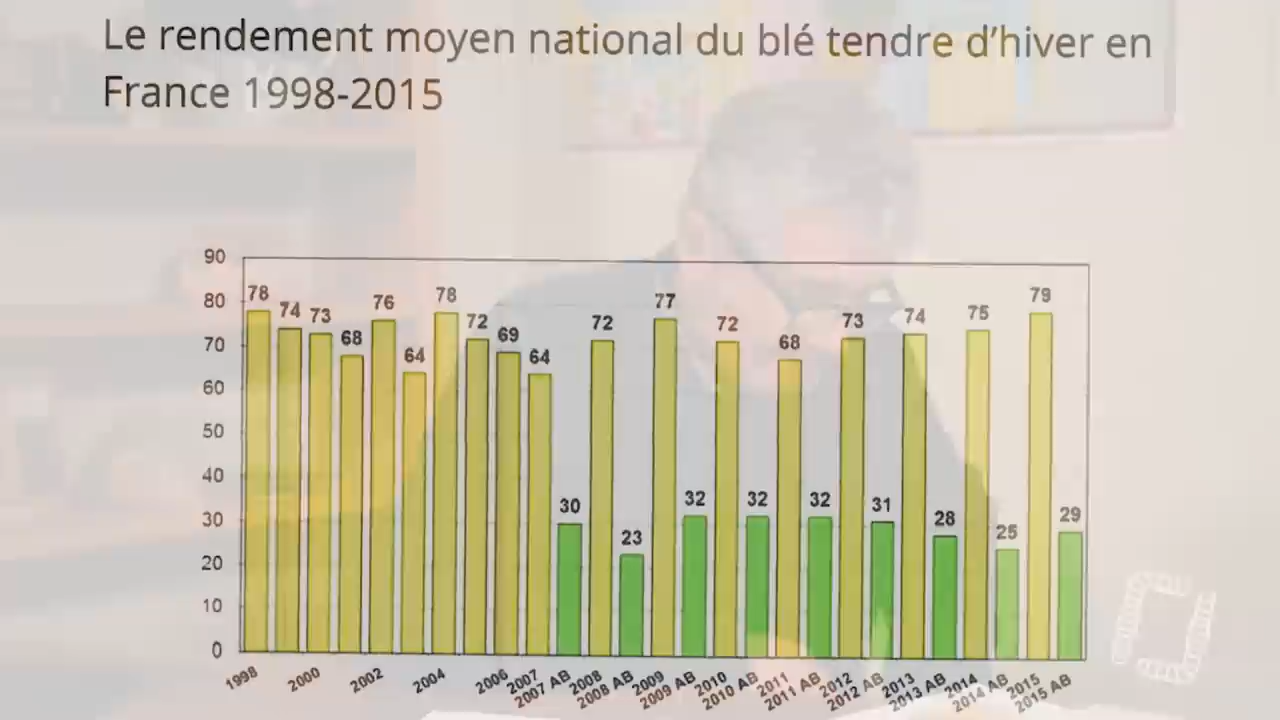 Le rendement moyen national du blé tendre d'hiver en
France 1998-2015
90
80
70
60
50
40
30
20
10
0
78 74 73 68 76 64 78 72 69 64 30 72 23 77 32 72 32 68 32 73 31 74 28 75 25 79 29
1998 2000 2002 2004 2006 2007 2007 AB 2008 2008 AB 2009 2009 AB 2010 2010 AB 2011 2011 AB 2012 2012 AB 2013 2013 AB 2014 2014 AB 2015 2015 AB